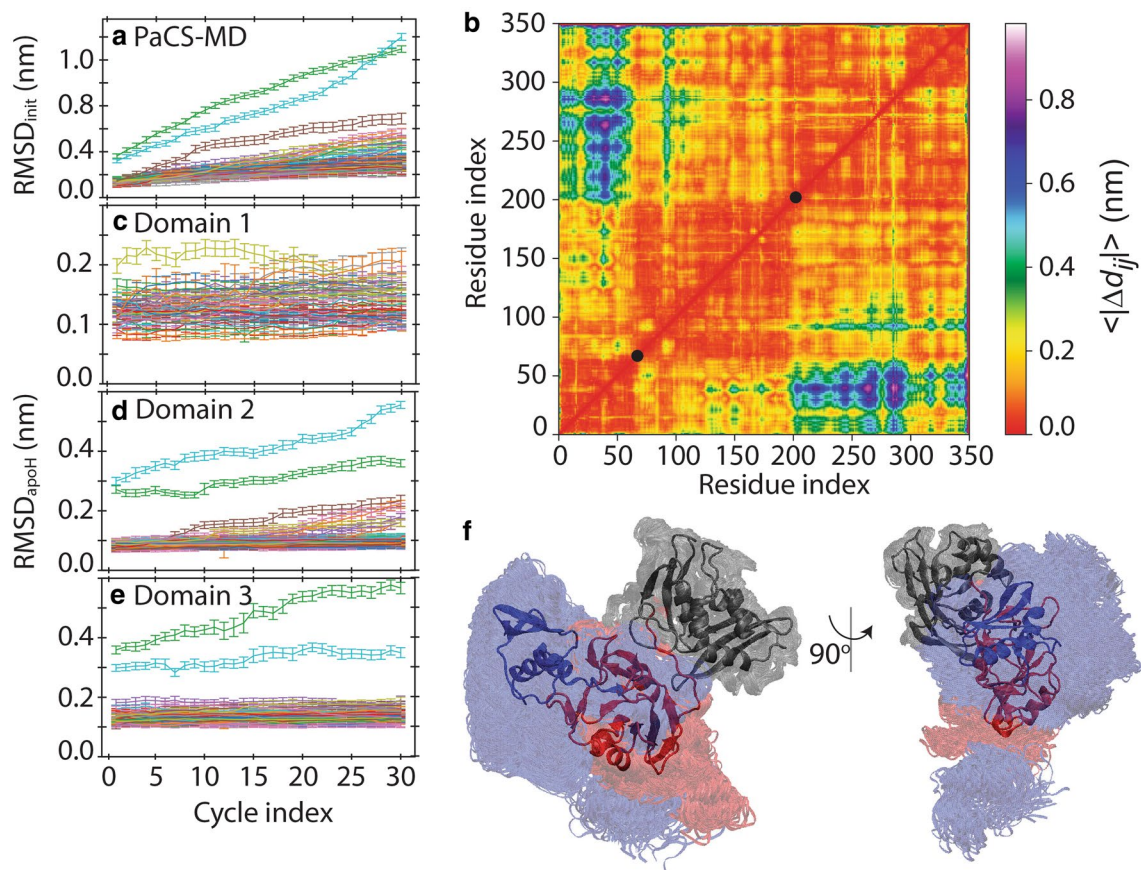 a PaCS-MD
RMSD_init (nm)
1.0
0.8
0.4
0.2
0.0
c Domain 1
0.2
0.1
0.0
d Domain 2
RMSD_apoH (nm)
0.4
0.2
0.1
0.0
e Domain 3
0.4
0.2
0.0
0 5 10 15 20 25 30
Cycle index
b
350
300
250
200
150
100
50
0
Residue index
0 50 100 150 200 250 300 350
Residue index
0.8
0.6
0.4
0.2
0.0
<|Δd_ij|> (nm)
f
90°